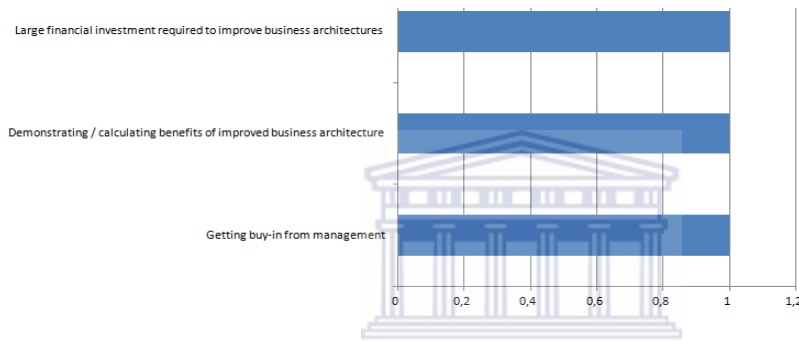 Large financial investment required to improve business architectures
Demonstrating / calculating benefits of improved business architecture
Getting buy-in from management
0 0,2 0,4 0,6 0,8 1 1,2